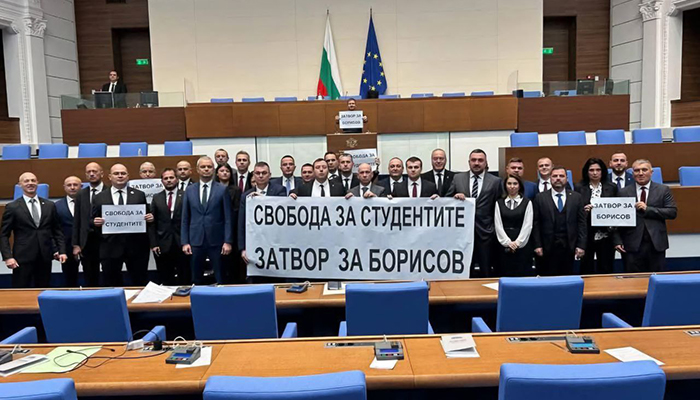 ЗАТВОР ЗА
БОРИСОВ
СВОБОДА ЗА
СТУДЕНТИТЕ
СВОБОДА ЗА СТУДЕНТИТЕ
ЗАТВОР ЗА БОРИСОВ
ЗАТВОР ЗА
БОРИСОВ